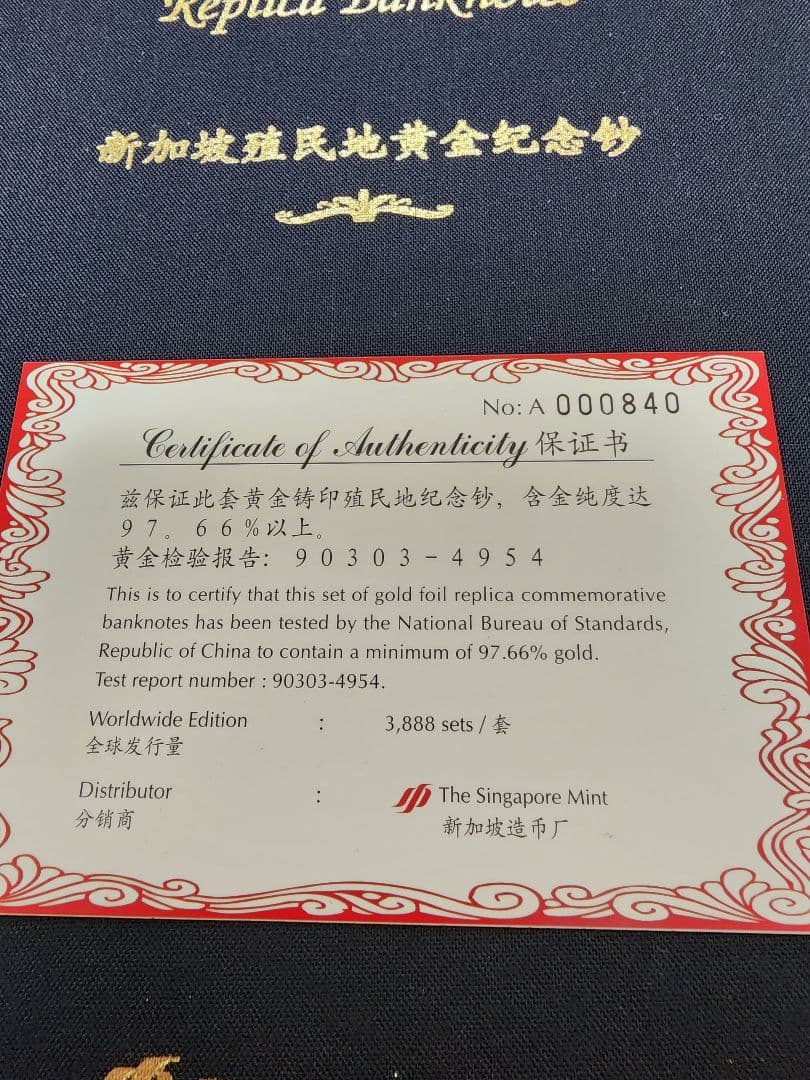 Replica Banknotes
新加坡殖民地黄金纪念钞
No: A 000840
Certificate of Authenticity 保证书
兹保证此套黄金铸印殖民地纪念钞，含金纯度达
９７。６６％以上。
黄金检验报告：９０３０３－４９５４
This is to certify that this set of gold foil replica commemorative
banknotes has been tested by the National Bureau of Standards,
Republic of China to contain a minimum of 97.66% gold.
Test report number : 90303-4954.
Worldwide Edition : 3,888 sets / 套
全球发行量
Distributor : The Singapore Mint
分销商 新加坡造币厂